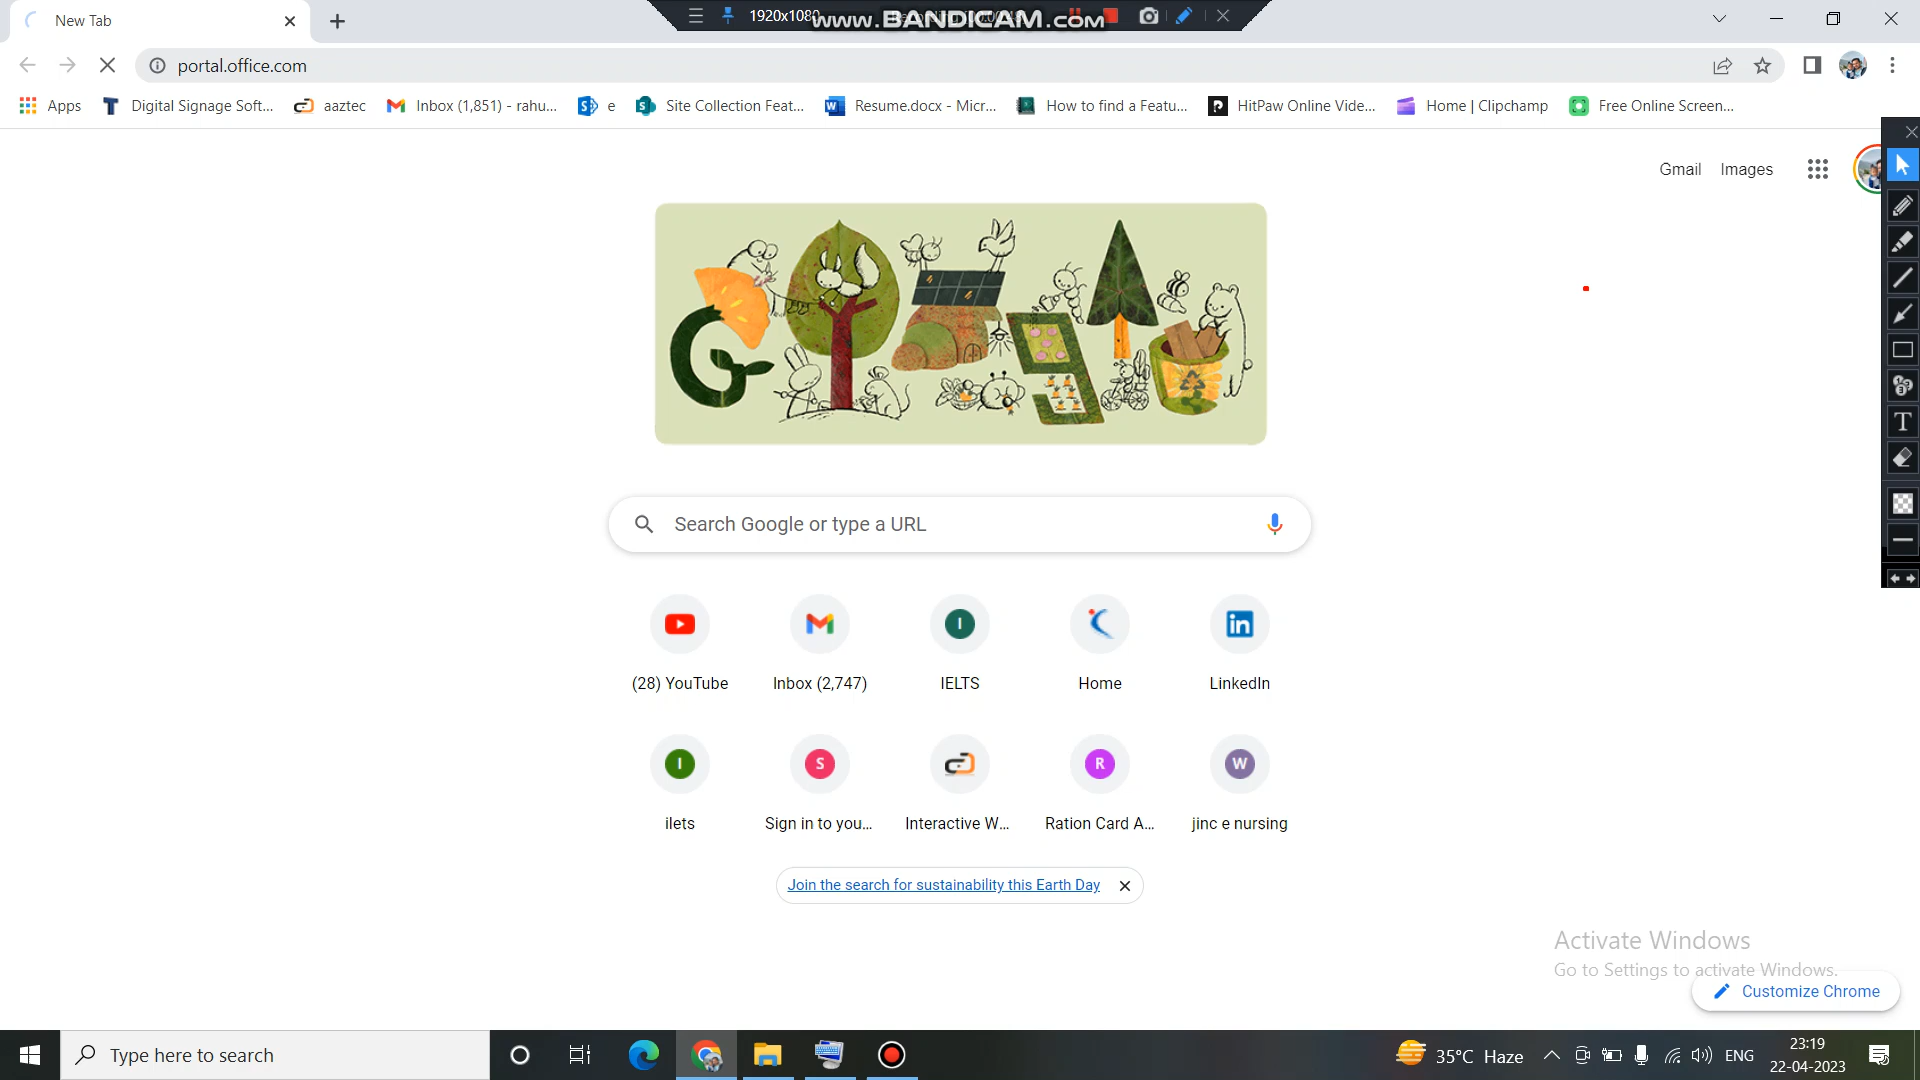 New Tab
1920x1080
www.BANDICAM.com
portal.office.com
Apps
Digital Signage Soft...
aaztec
Inbox (1,851) - rahu...
e
Site Collection Feat...
Resume.docx - Micr...
How to find a Featu...
HitPaw Online Vide...
Home | Clipchamp
Free Online Screen...
Gmail Images
Search Google or type a URL
(28) YouTube
Inbox (2,747)
I
IELTS
Home
in
LinkedIn
I
ilets
S
Sign in to you...
Interactive W...
R
Ration Card A...
W
jinc e nursing
Join the search for sustainability this Earth Day
Activate Windows
Go to Settings to activate Windows.
Customize Chrome
Type here to search
35°C Haze
ENG
23:19
22-04-2023